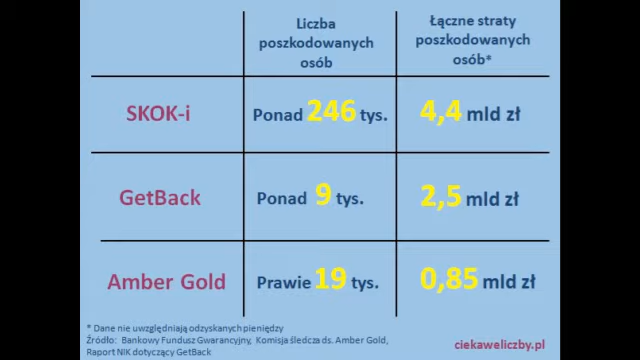 Liczba
poszkodowanych
osób
Łączne straty
poszkodowanych
osób*
SKOK-i
Ponad 246 tys.
4,4 mld zł
GetBack
Ponad 9 tys.
2,5 mld zł
Amber Gold
Prawie 19 tys.
0,85 mld zł
* Dane nie uwzględniają odzyskanych pieniędzy
Źródło: Bankowy Fundusz Gwarancyjny, Komisja śledcza ds. Amber Gold,
Raport NIK dotyczący GetBack
ciekaweliczby.pl